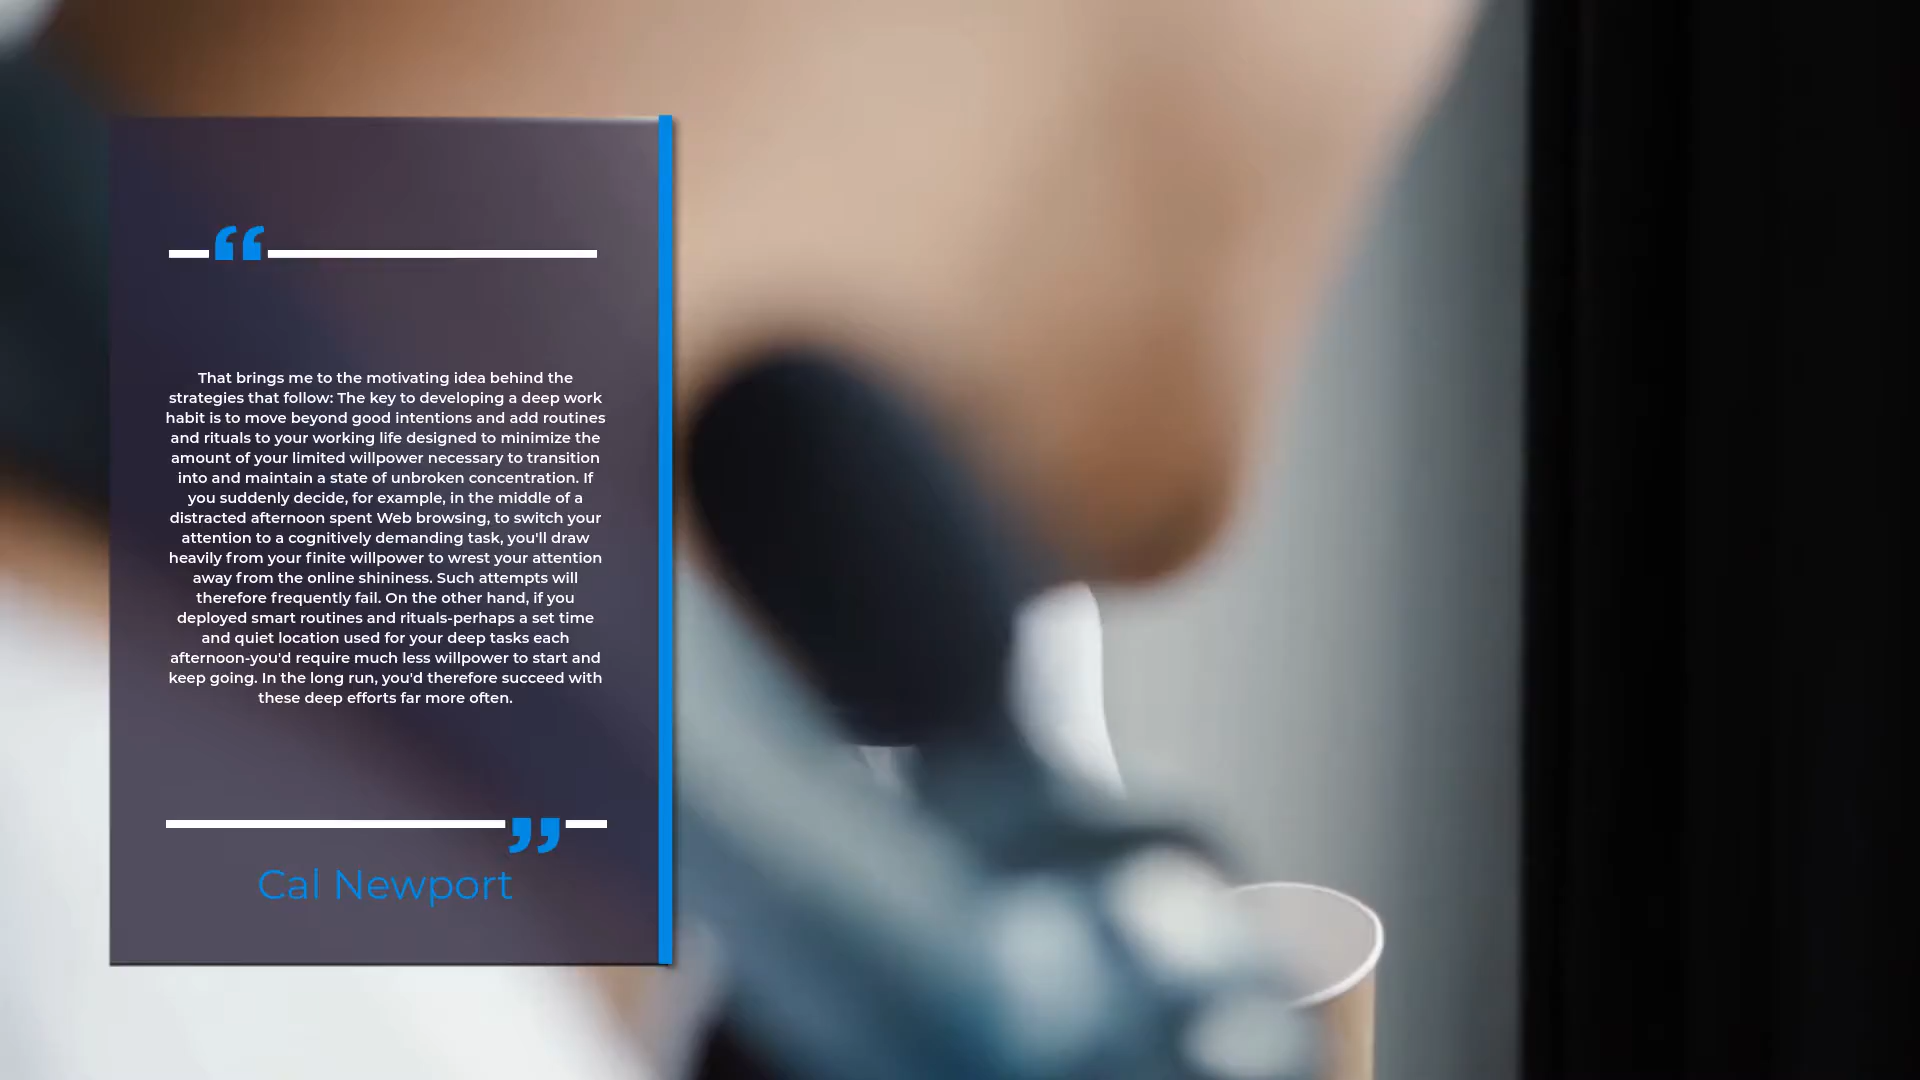 “
That brings me to the motivating idea behind the
strategies that follow: The key to developing a deep work
habit is to move beyond good intentions and add routines
and rituals to your working life designed to minimize the
amount of your limited willpower necessary to transition
into and maintain a state of unbroken concentration. If
you suddenly decide, for example, in the middle of a
distracted afternoon spent Web browsing, to switch your
attention to a cognitively demanding task, you'll draw
heavily from your finite willpower to wrest your attention
away from the online shininess. Such attempts will
therefore frequently fail. On the other hand, if you
deployed smart routines and rituals-perhaps a set time
and quiet location used for your deep tasks each
afternoon-you'd require much less willpower to start and
keep going. In the long run, you'd therefore succeed with
these deep efforts far more often.
”
Cal Newport